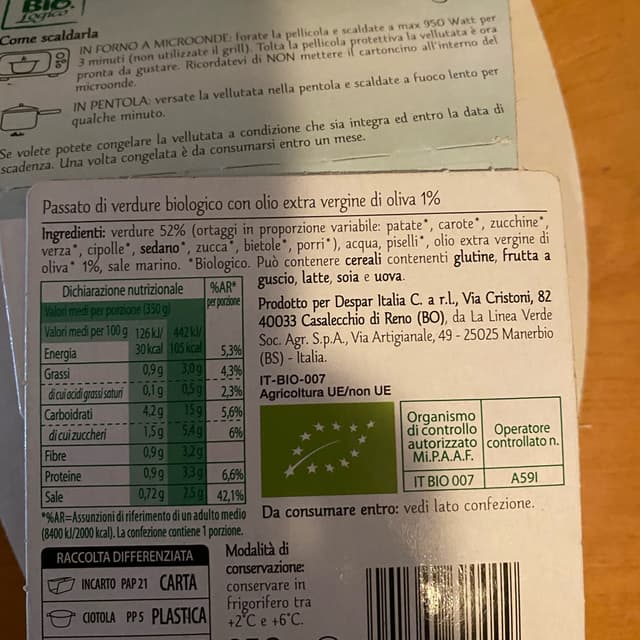 BIO
Logico
Come scaldarla
IN FORNO A MICROONDE: forate la pellicola e scaldate a max 950 Watt per
3 minuti (non utilizzate il grill). Tolta la pellicola protettiva la vellutata è ora
pronta da gustare. Ricordatevi di NON mettere il cartoncino all'interno del
microonde.
IN PENTOLA: versate la vellutata nella pentola e scaldate a fuoco lento per
qualche minuto.
Se volete potete congelare la vellutata a condizione che sia integra ed entro la data di
scadenza. Una volta congelata è da consumarsi entro un mese.
Passato di verdure biologico con olio extra vergine di oliva 1%
Ingredienti: verdure 52% (ortaggi in proporzione variabile: patate*, carote*, zucchine*,
verza*, cipolle*, sedano*, zucca*, bietole*, porri*), acqua, piselli*, olio extra vergine di
oliva* 1%, sale marino. *Biologico. Può contenere cereali contenenti glutine, frutta a
guscio, latte, soia e uova.
Dichiarazione nutrizionale %AR* per porzione
Valori medi per porzione (350 g)
Valori medi per 100 g 126 kJ/ 442 kJ/
Energia 30 kcal 105 kcal 5,3%
Grassi 0,9 g 3,0 g 4,3%
di cui acidi grassi saturi 0,1 g 0,5 g 2,3%
Carboidrati 4,2 g 15 g 5,6%
di cui zuccheri 1,5 g 5,4 g 6%
Fibre 0,9 g 3,2 g
Proteine 0,9 g 3,3 g 6,6%
Sale 0,72 g 2,5 g 42,1%
*%AR=Assunzioni di riferimento di un adulto medio
(8400 kJ/2000 kcal). La confezione contiene 1 porzione.
Prodotto per Despar Italia C. a r.l., Via Cristoni, 82
40033 Casalecchio di Reno (BO), da La Linea Verde
Soc. Agr. S.p.A., Via Artigianale, 49 - 25025 Manerbio
(BS) - Italia.
IT-BIO-007
Agricoltura UE/non UE
Organismo
di controllo
autorizzato
Mi.P.A.A.F.
Operatore
controllato n.
IT BIO 007 A59I
Da consumare entro: vedi lato confezione.
RACCOLTA DIFFERENZIATA
INCARTO PAP 21 CARTA
CIOTOLA PP 5 PLASTICA
Modalità di
conservazione:
conservare in
frigorifero tra
+2°C e +6°C.